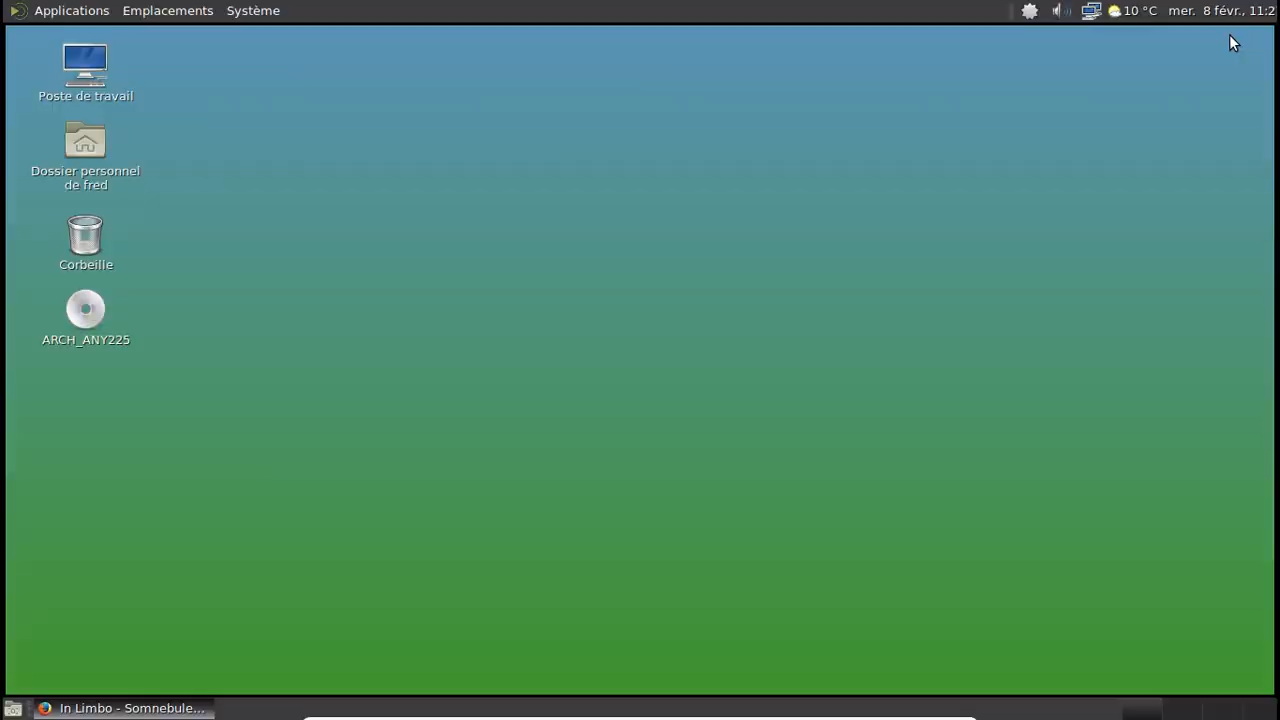 Applications Emplacements Système 10 °C mer. 8 févr., 11:2
Poste de travail
Dossier personnel
de fred
Corbeille
ARCH_ANY225
In Limbo - Somnebule...